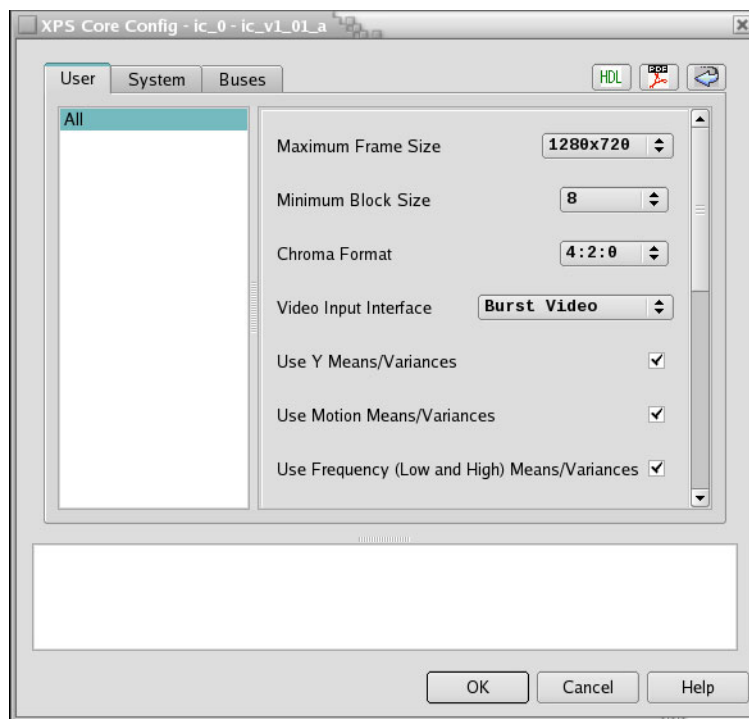 XPS Core Config - ic_0 - ic_v1_01_a
User System Buses
HDL PDF
All
Maximum Frame Size 1280x720
Minimum Block Size 8
Chroma Format 4:2:0
Video Input Interface Burst Video
Use Y Means/Variances
Use Motion Means/Variances
Use Frequency (Low and High) Means/Variances
OK Cancel Help